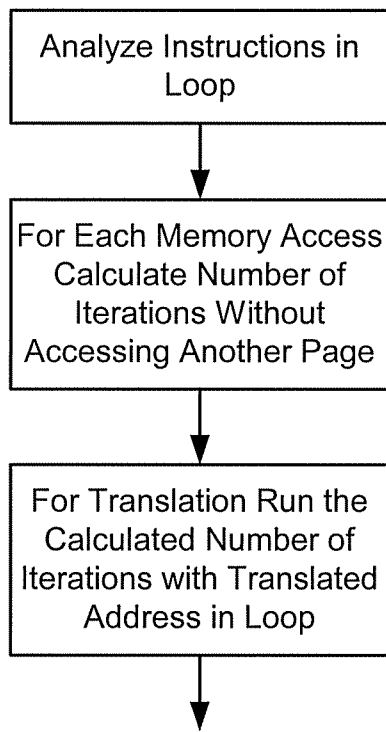 Analyze Instructions in
Loop
For Each Memory Access
Calculate Number of
Iterations Without
Accessing Another Page
For Translation Run the
Calculated Number of
Iterations with Translated
Address in Loop